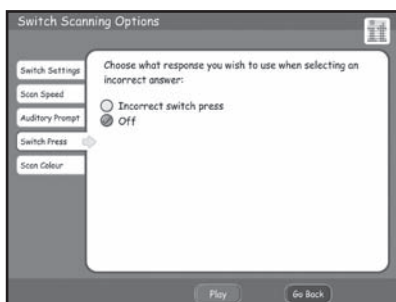 Switch Scanning Options
Switch Settings
Scan Speed
Auditory Prompt
Switch Press
Scan Colour
Choose what response you wish to use when selecting an
incorrect answer:
Incorrect switch press
Off
Play
Go Back